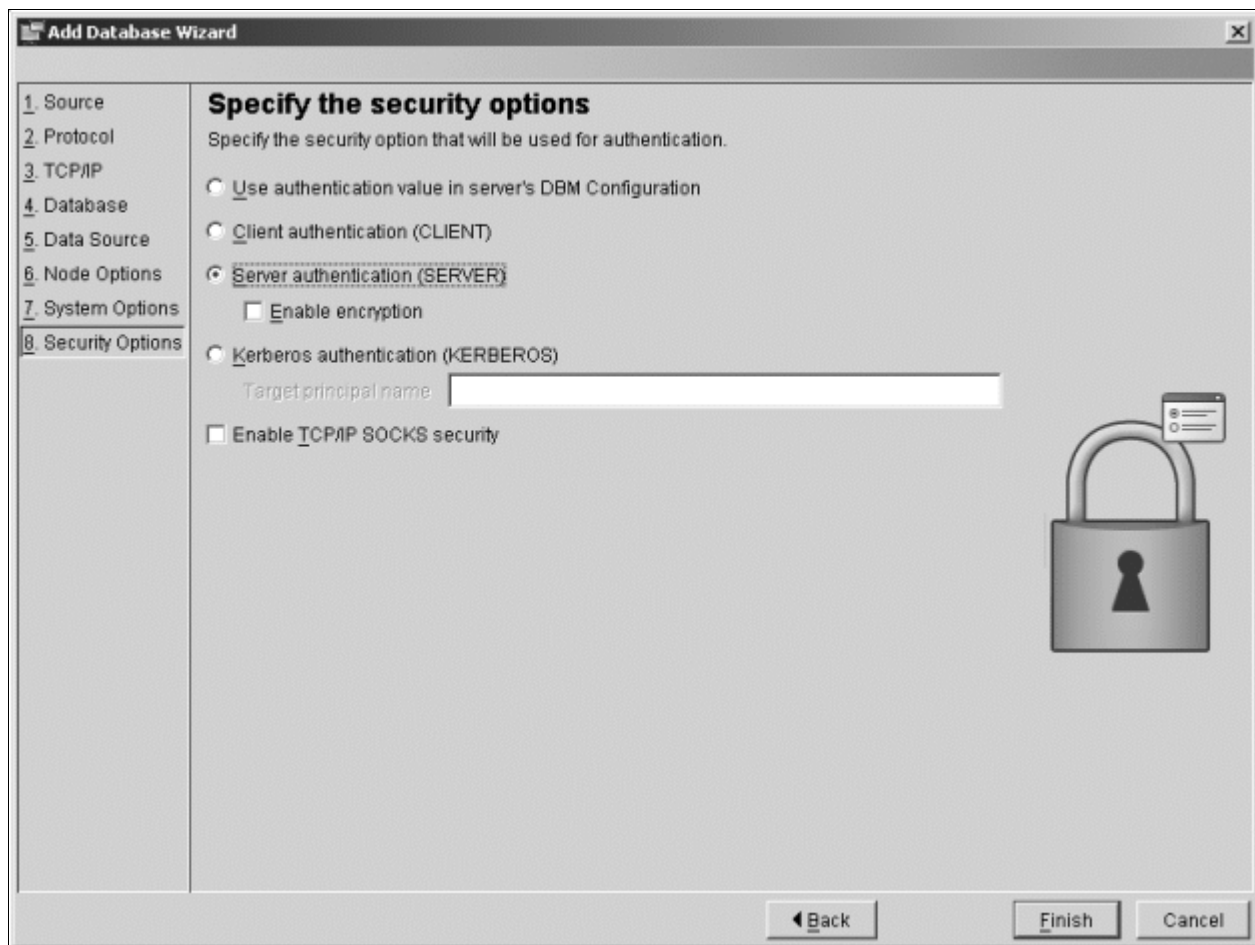 Add Database Wizard
1. Source
2. Protocol
3. TCP/IP
4. Database
5. Data Source
6. Node Options
7. System Options
8. Security Options
Specify the security options
Specify the security option that will be used for authentication.
Use authentication value in server's DBM Configuration
Client authentication (CLIENT)
Server authentication (SERVER)
Enable encryption
Kerberos authentication (KERBEROS)
Target principal name
Enable TCP/IP SOCKS security
Back
Finish
Cancel